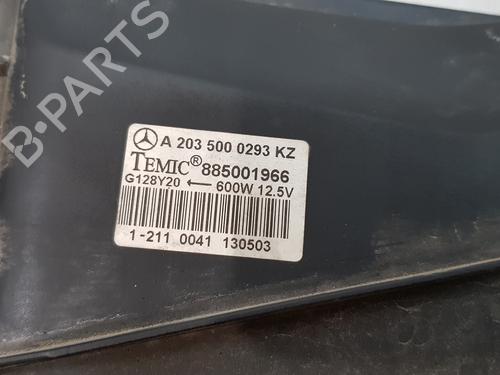 A 203 500 0293 KZ
TEMIC® 885001966
G128Y20 ← 600W 12.5V
1-211 0041 130503
B-PARTS